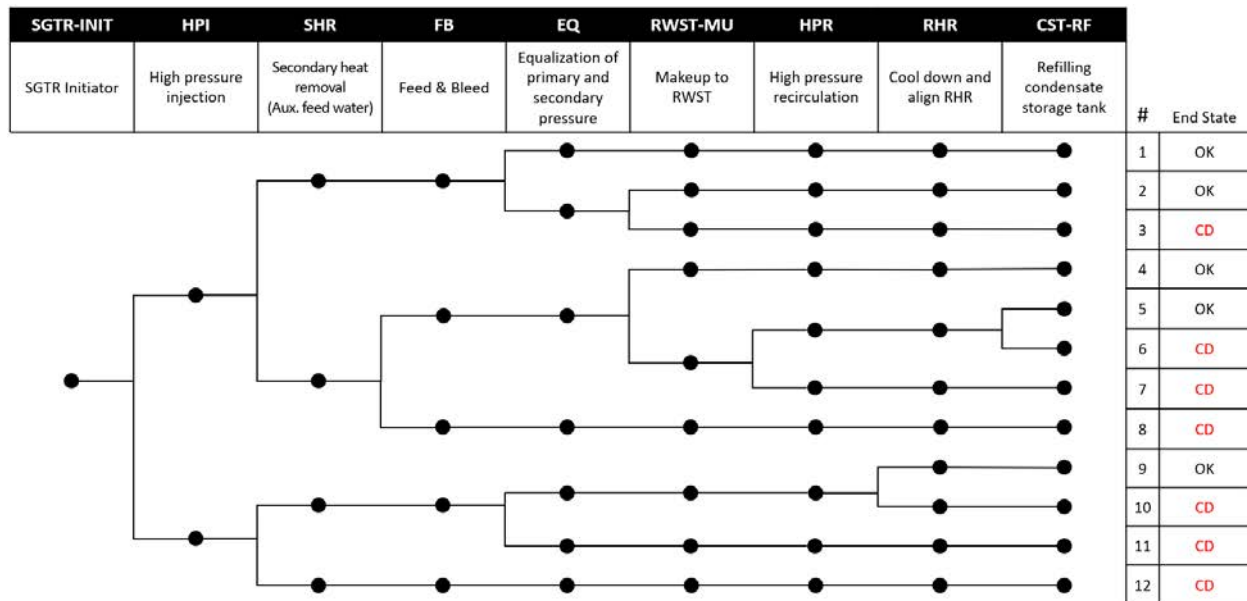 SGTR-INIT HPI SHR FB EQ RWST-MU HPR RHR CST-RF
SGTR Initiator
High pressure
injection
Secondary heat
removal
(Aux. feed water)
Feed & Bleed
Equalization of
primary and
secondary
pressure
Makeup to
RWST
High pressure
recirculation
Cool down and
align RHR
Refilling
condensate
storage tank
# End State
1 OK
2 OK
3 CD
4 OK
5 OK
6 CD
7 CD
8 CD
9 OK
10 CD
11 CD
12 CD